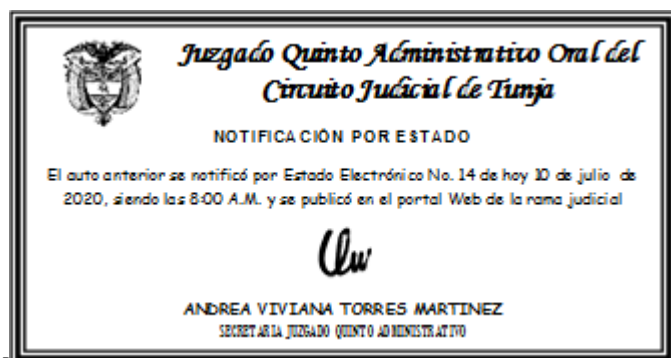 Juzgado Quinto Administrativo Oral del
Circuito Judicial de Tunja
NOTIFICACIÓN POR ESTADO
El auto anterior se notificó por Estado Electrónico No. 14 de hoy 10 de julio de
2020, siendo las 8:00 A.M. y se publicó en el portal Web de la rama judicial
ANDREA VIVIANA TORRES MARTINEZ
SECRETARIA JUZGADO QUINTO ADMINISTRATIVO